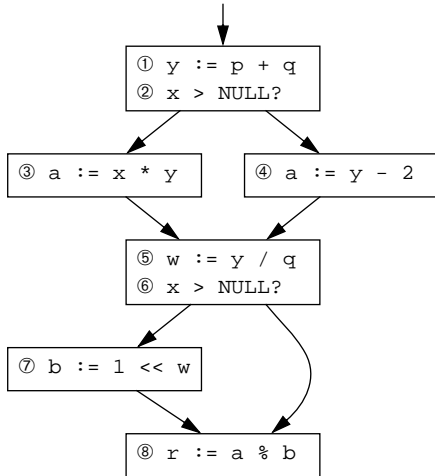 ① y := p + q
② x > NULL?
③ a := x * y
④ a := y - 2
⑤ w := y / q
⑥ x > NULL?
⑦ b := 1 << w
⑧ r := a % b